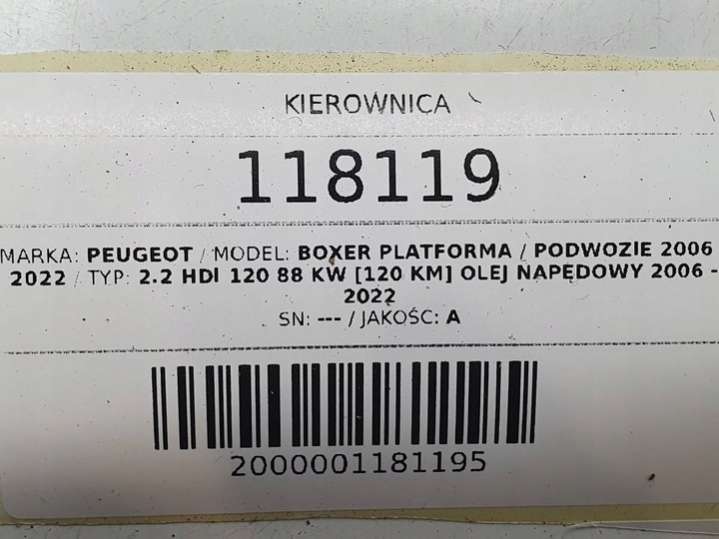 KIEROWNICA
118119
MARKA: PEUGEOT / MODEL: BOXER PLATFORMA / PODWOZIE 2006
2022 / TYP: 2.2 HDI 120 88 KW [120 KM] OLEJ NAPĘDOWY 2006 -
2022
SN: --- / JAKOŚĆ: A
2000001181195